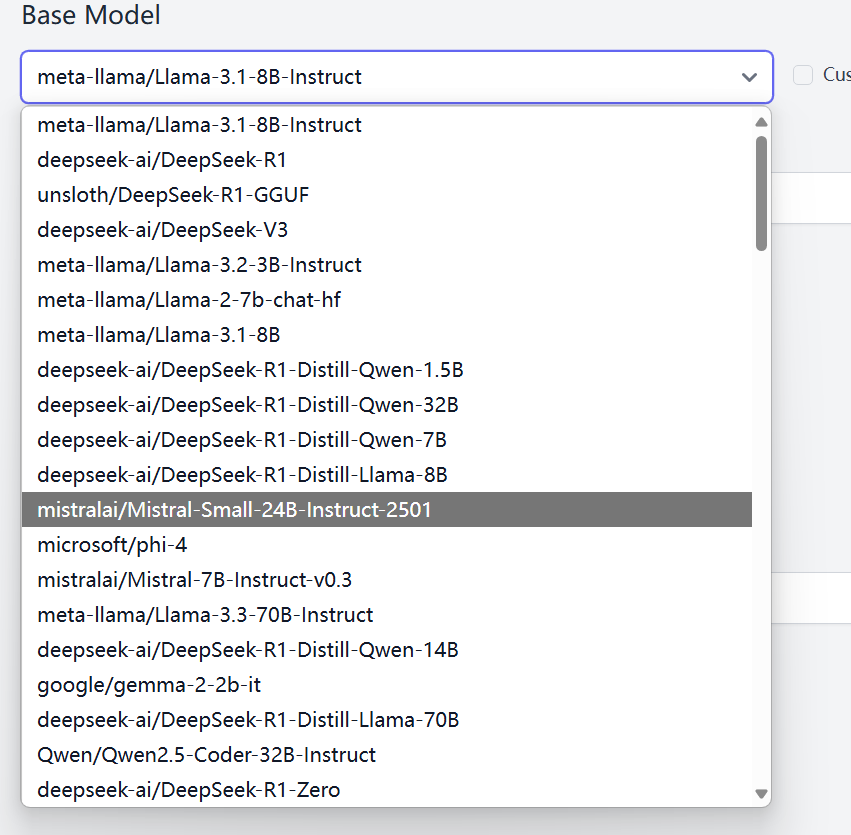 Base Model
meta-llama/Llama-3.1-8B-Instruct
meta-llama/Llama-3.1-8B-Instruct
deepseek-ai/DeepSeek-R1
unsloth/DeepSeek-R1-GGUF
deepseek-ai/DeepSeek-V3
meta-llama/Llama-3.2-3B-Instruct
meta-llama/Llama-2-7b-chat-hf
meta-llama/Llama-3.1-8B
deepseek-ai/DeepSeek-R1-Distill-Qwen-1.5B
deepseek-ai/DeepSeek-R1-Distill-Qwen-32B
deepseek-ai/DeepSeek-R1-Distill-Qwen-7B
deepseek-ai/DeepSeek-R1-Distill-Llama-8B
mistralai/Mistral-Small-24B-Instruct-2501
microsoft/phi-4
mistralai/Mistral-7B-Instruct-v0.3
meta-llama/Llama-3.3-70B-Instruct
deepseek-ai/DeepSeek-R1-Distill-Qwen-14B
google/gemma-2-2b-it
deepseek-ai/DeepSeek-R1-Distill-Llama-70B
Qwen/Qwen2.5-Coder-32B-Instruct
deepseek-ai/DeepSeek-R1-Zero